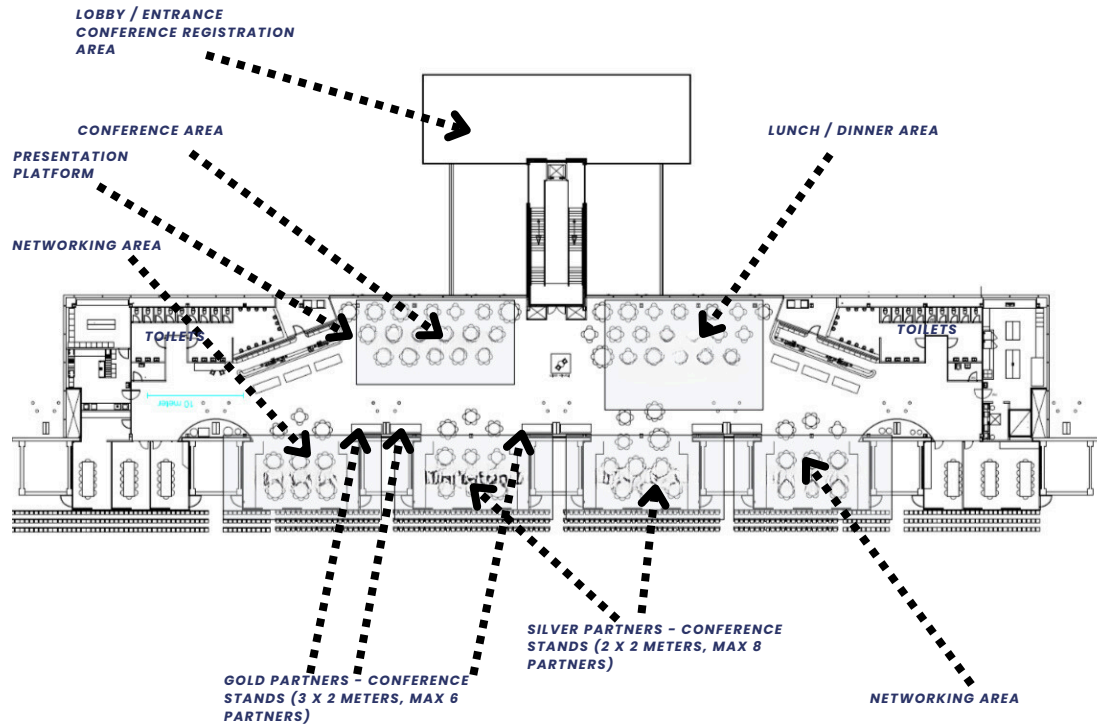 LOBBY / ENTRANCE
CONFERENCE REGISTRATION
AREA
CONFERENCE AREA
LUNCH / DINNER AREA
PRESENTATION
PLATFORM
NETWORKING AREA
TOILETS
TOILETS
10 meter
SILVER PARTNERS - CONFERENCE
STANDS (2 X 2 METERS, MAX 8
PARTNERS)
GOLD PARTNERS - CONFERENCE
STANDS (3 X 2 METERS, MAX 6
PARTNERS)
NETWORKING AREA